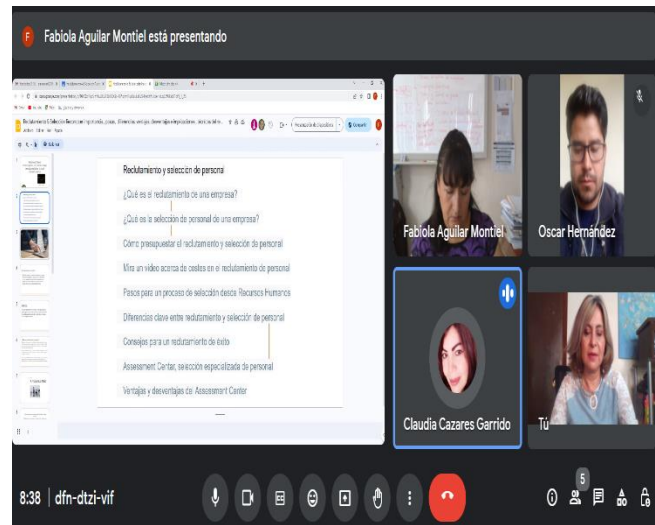 F Fabiola Aguilar Montiel está presentando
Reclutamiento y selección de personal
¿Qué es el reclutamiento de una empresa?
¿Qué es la selección de personal de una empresa?
Cómo presupuestar el reclutamiento y selección de personal
Mira un video acerca de costes en el reclutamiento de personal
Pasos para un proceso de selección desde Recursos Humanos
Diferencias clave entre reclutamiento y selección de personal
Consejos para un reclutamiento de éxito
Assessment Center, selección especializada de personal
Ventajas y desventajas del Assessment Center
Fabiola Aguilar Montiel
Oscar Hernández
Claudia Cazares Garrido
Tú
8:38 | dfn-dtzi-vif
5